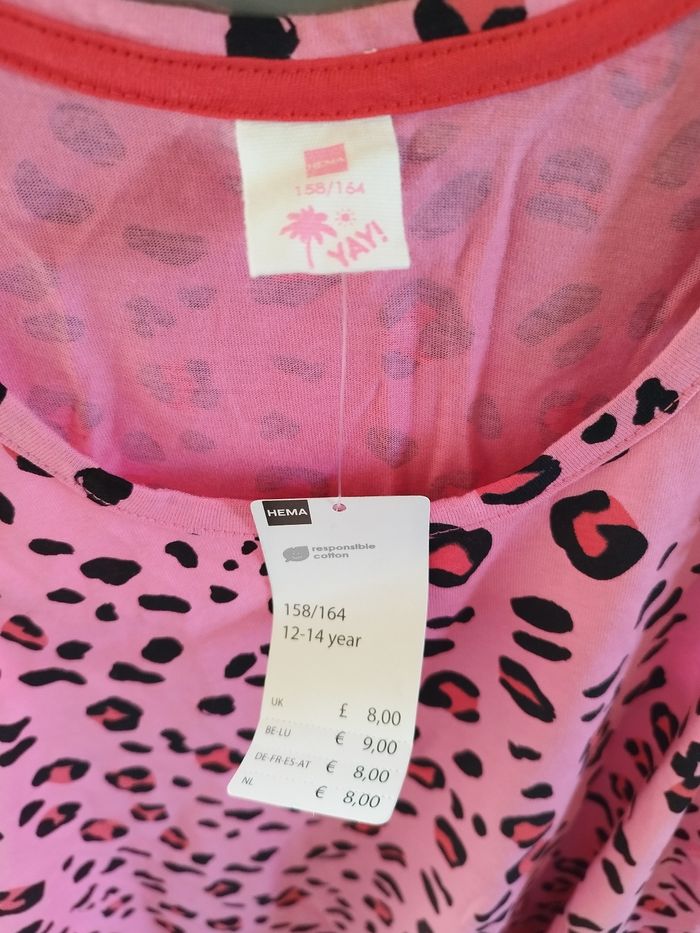 HEMA
158/164
YAY!
HEMA
responsible
cotton
158/164
12-14 year
UK £ 8,00
BE-LU € 9,00
DE-FR-ES-AT € 8,00
NL € 8,00